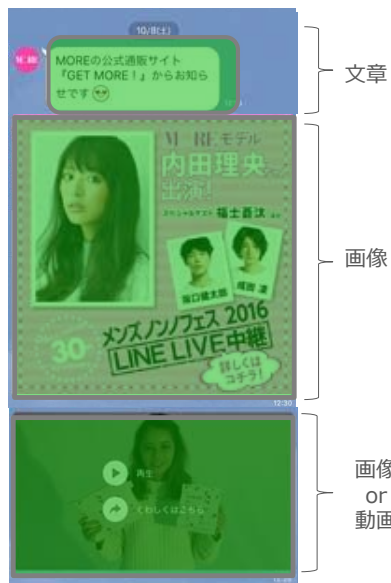 10/8(土)
MOREの公式通販サイト
『GET MORE！』からお知ら
せです
文章
MOREモデル
内田理央
出演!
スペシャルゲスト 福士蒼汰
坂口健太郎
成田 凌
30
メンズノンノフェス 2016
LINE LIVE中継
詳しくは
コチラ!
12:30
画像
再生
くわしくはこちら
画像
or
動画